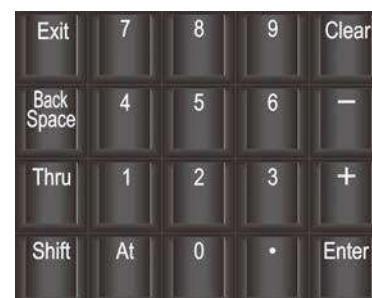 Exit 7 8 9 Clear
Back
Space 4 5 6 −
Thru 1 2 3 +
Shift At 0 • Enter